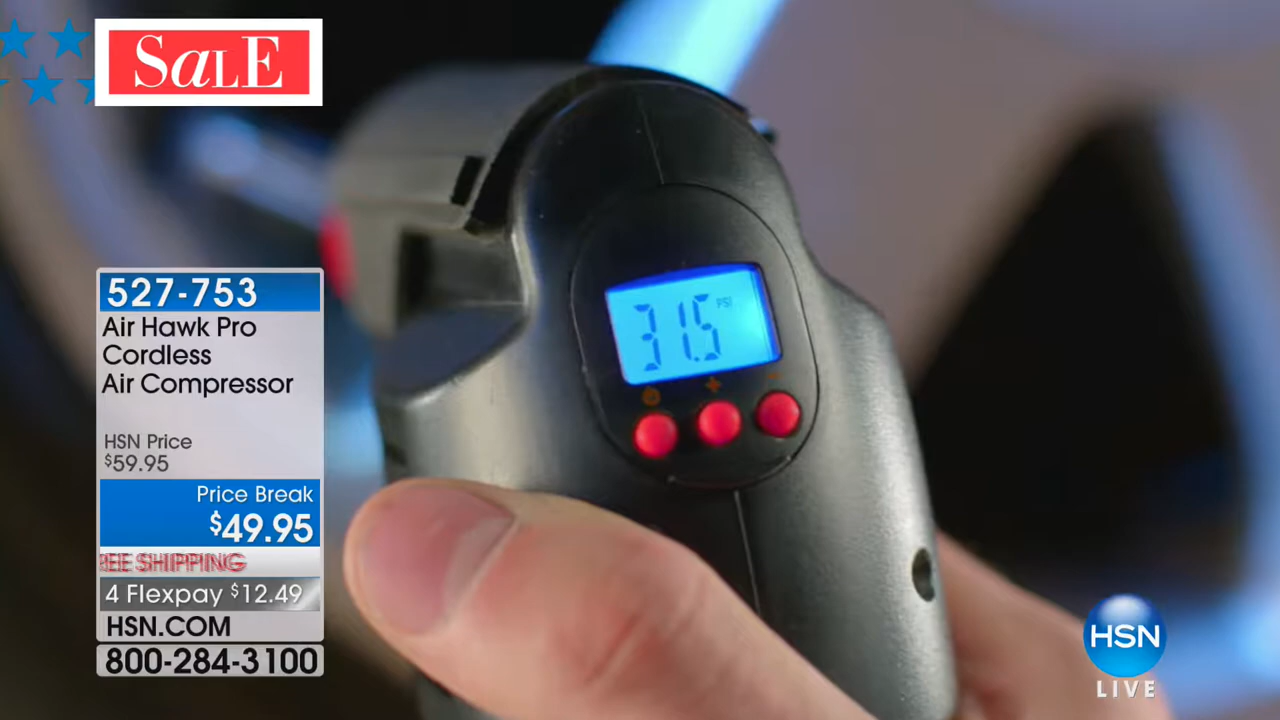 SaLE
527-753
Air Hawk Pro
Cordless
Air Compressor
HSN Price
$59.95
Price Break
$49.95
EE SHIPPING
4 Flexpay $12.49
HSN.COM
800-284-3100
31.5 PSI
+
HSN
LIVE